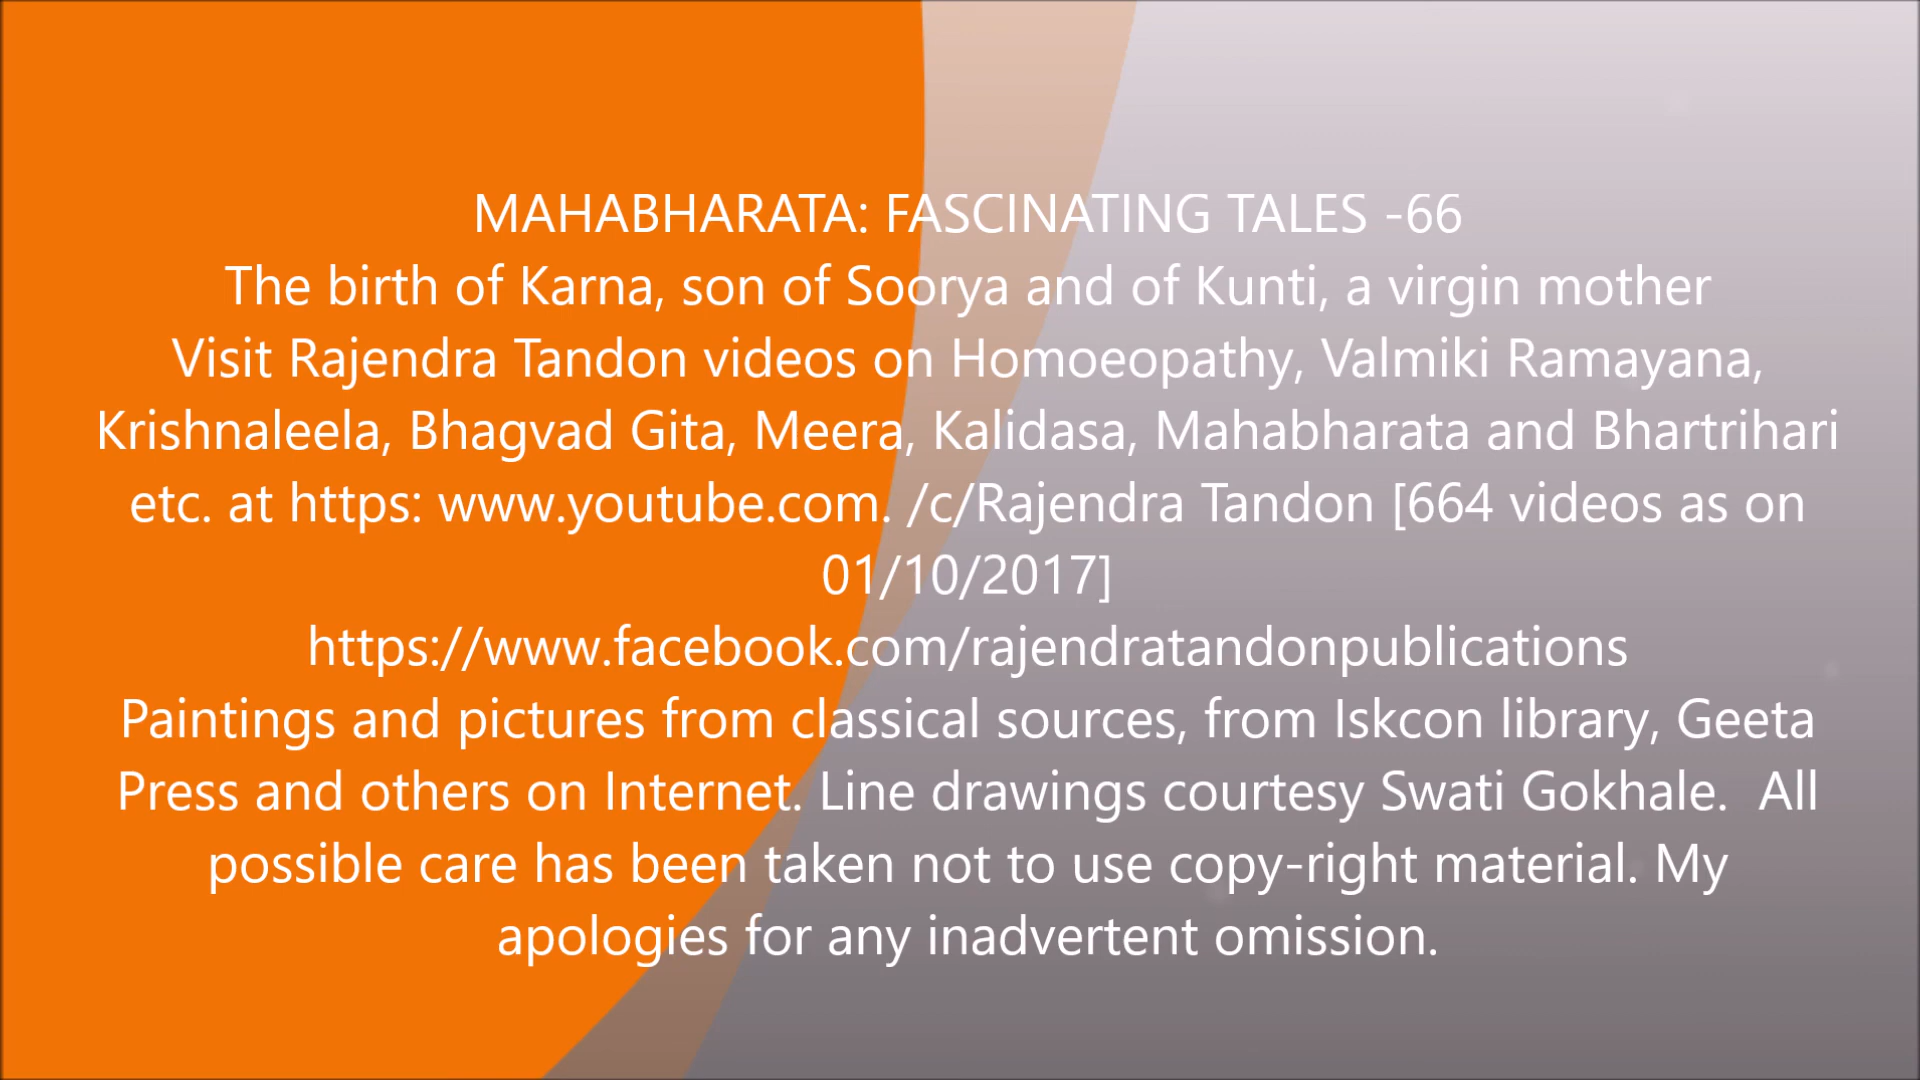 MAHABHARATA: FASCINATING TALES -66
The birth of Karna, son of Soorya and of Kunti, a virgin mother
Visit Rajendra Tandon videos on Homoeopathy, Valmiki Ramayana,
Krishnaleela, Bhagvad Gita, Meera, Kalidasa, Mahabharata and Bhartrihari
etc. at https: www.youtube.com. /c/Rajendra Tandon [664 videos as on
01/10/2017]
https://www.facebook.com/rajendratandonpublications
Paintings and pictures from classical sources, from Iskcon library, Geeta
Press and others on Internet. Line drawings courtesy Swati Gokhale.  All
possible care has been taken not to use copy-right material. My
apologies for any inadvertent omission.